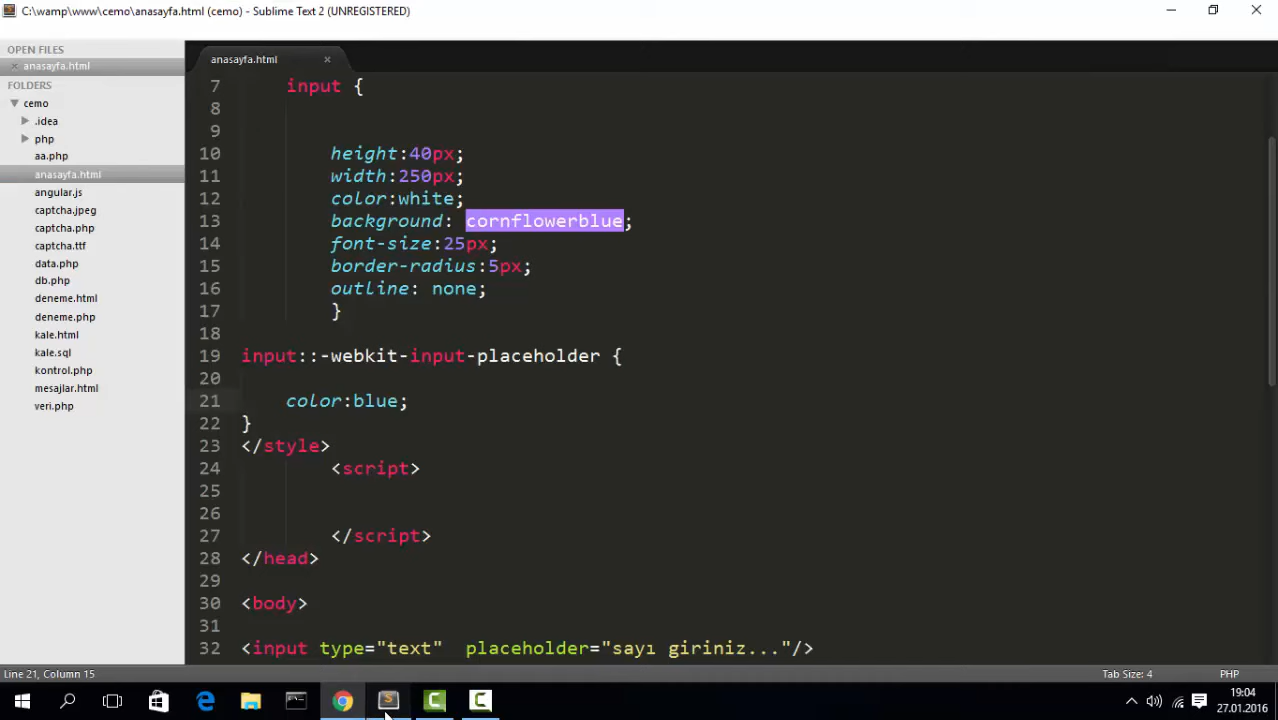 C:\wamp\www\cemo\anasayfa.html (cemo) - Sublime Text 2 (UNREGISTERED)
OPEN FILES
anasayfa.html
FOLDERS
cemo
.idea
php
aa.php
anasayfa.html
angular.js
captcha.jpeg
captcha.php
captcha.ttf
data.php
db.php
deneme.html
deneme.php
kale.html
kale.sql
kontrol.php
mesajlar.html
veri.php
anasayfa.html
7 input {
8
9
10 height:40px;
11 width:250px;
12 color:white;
13 background: cornflowerblue;
14 font-size:25px;
15 border-radius:5px;
16 outline: none;
17 }
18
19 input::-webkit-input-placeholder {
20
21 color:blue;
22 }
23 </style>
24 <script>
25
26
27 </script>
28 </head>
29
30 <body>
31
32 <input type="text" placeholder="sayı giriniz..."/>
Line 21, Column 15
Tab Size: 4
PHP
19:04
27.01.2016